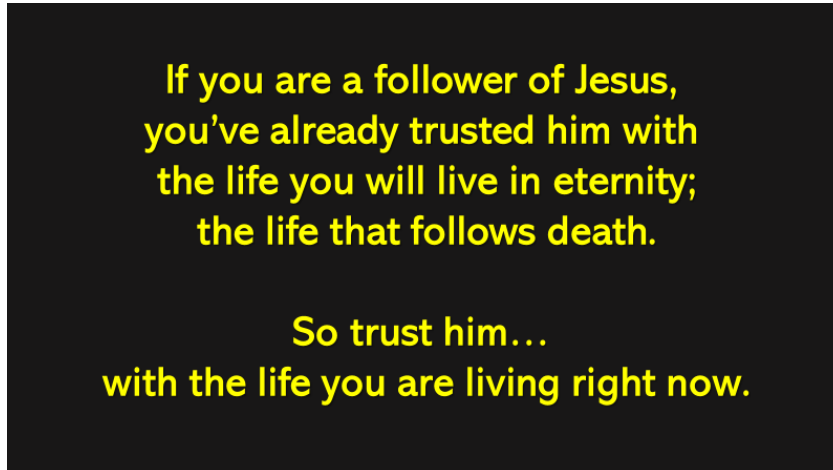 If you are a follower of Jesus,
you’ve already trusted him with
the life you will live in eternity;
the life that follows death.
So trust him…
with the life you are living right now.